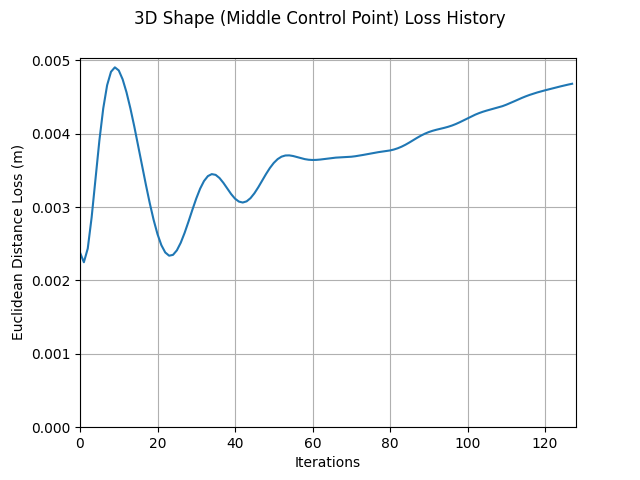 3D Shape (Middle Control Point) Loss History
0.005
0.004
0.003
0.002
0.001
0.000
Euclidean Distance Loss (m)
0 20 40 60 80 100 120
Iterations